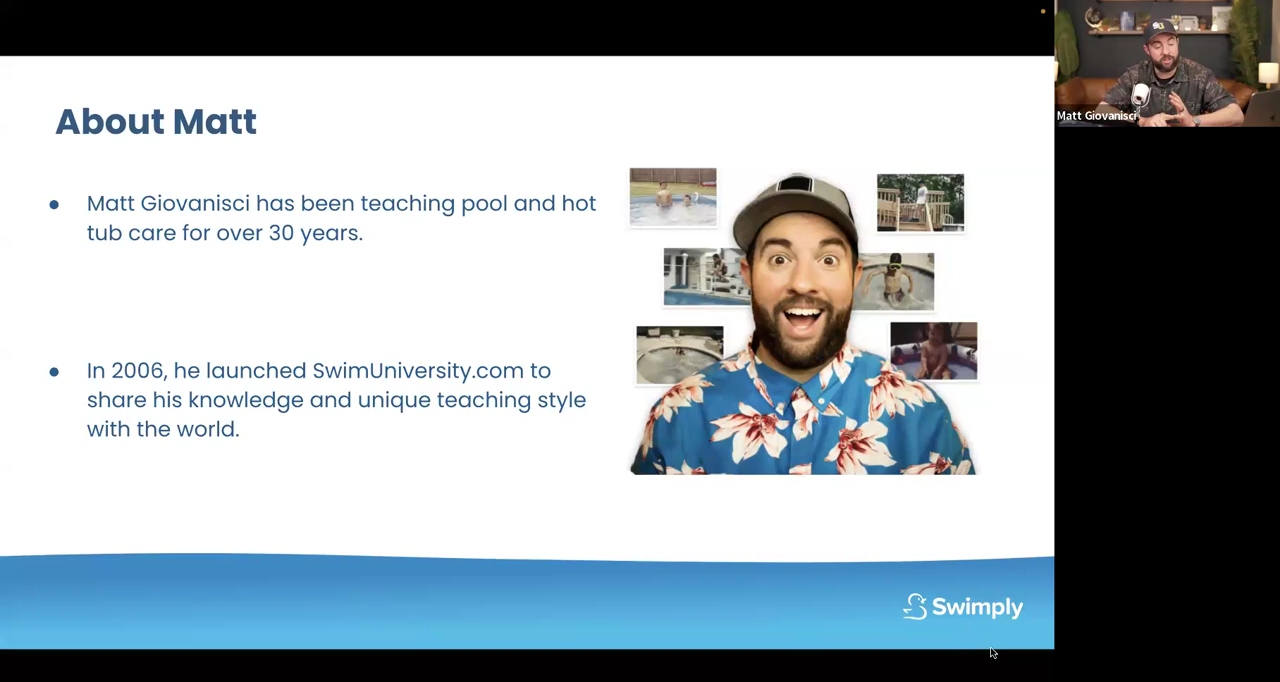 About Matt
● Matt Giovanisci has been teaching pool and hot
tub care for over 30 years.
● In 2006, he launched SwimUniversity.com to
share his knowledge and unique teaching style
with the world.
Swimply
Matt Giovanisci